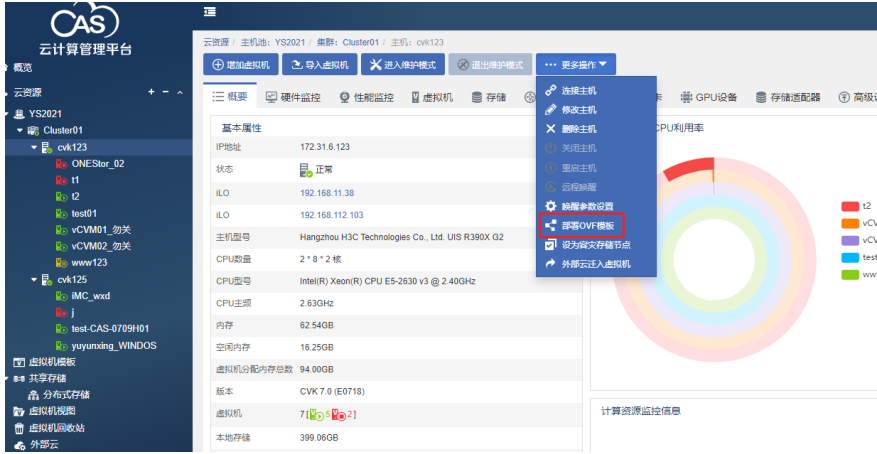 CAS
云计算管理平台
概览
云资源
YS2021
Cluster01
cvk123
ONEStor_02
t1
t2
test01
vCVM01_勿关
vCVM02_勿关
www123
cvk125
iMC_wxd
j
test-CAS-0709H01
yuyunxing_WINDOS
虚拟机模板
共享存储
分布式存储
虚拟机视图
虚拟机回收站
外部云
云资源 / 主机池: YS2021 / 集群: Cluster01 / 主机: cvk123
增加虚拟机 导入虚拟机 进入维护模式 退出维护模式 ··· 更多操作
概要 硬件监控 性能监控 虚拟机 存储 卡 GPU设备 存储适配器 高级设
连接主机
修改主机
删除主机
关闭主机
重启主机
远程唤醒
唤醒参数设置
部署OVF模板
设为容灾存储节点
外部云迁入虚拟机
基本属性
IP地址 172.31.6.123
状态 正常
iLO 192.168.11.38
iLO 192.168.112.103
主机型号 Hangzhou H3C Technologies Co., Ltd. UIS R390X G2
CPU数量 2 * 8 * 2 核
CPU型号 Intel(R) Xeon(R) CPU E5-2630 v3 @ 2.40GHz
CPU主频 2.63GHz
内存 62.54GB
空闲内存 16.25GB
虚拟机分配内存总数 94.00GB
版本 CVK 7.0 (E0718)
虚拟机 7 [ 5 2 ]
本地存储 399.06GB
CPU利用率
t2
vCV
vCV
test
ww
计算资源监控信息